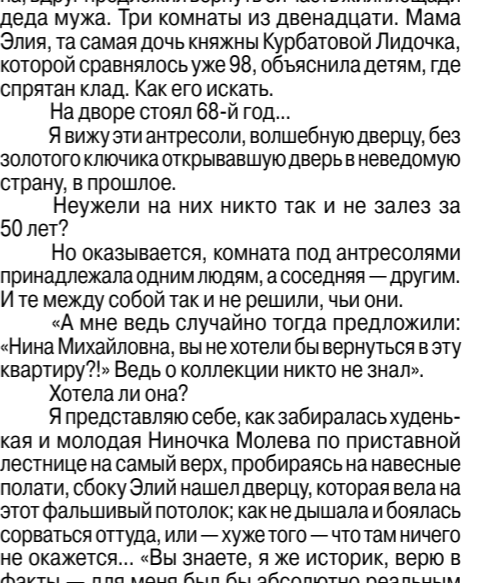 деда мужа. Три комнаты из двенадцати. Мама
Элия, та самая дочь княжны Курбатовой Лидочка,
которой сравнялось уже 98, объяснила детям, где
спрятан клад. Как его искать.
На дворе стоял 68-й год...
Я вижу эти антресоли, волшебную дверцу, без
золотого ключика открывавшую дверь в неведомую
страну, в прошлое.
Неужели на них никто так и не залез за
50 лет?
Но оказывается, комната под антресолями
принадлежала одним людям, а соседняя — другим.
И те между собой так и не решили, чьи они.
«А мне ведь случайно тогда предложили:
«Нина Михайловна, вы не хотели бы вернуться в эту
квартиру?!» Ведь о коллекции никто не знал».
Хотела ли она?
Я представляю себе, как забиралась худень-
кая и молодая Ниночка Молева по приставной
лестнице на самый верх, пробираясь на навесные
полати, сбоку Элий нашел дверцу, которая вела на
этот фальшивый потолок; как не дышала и боялась
сорваться оттуда, или — хуже того — что там ничего
не окажется... «Вы знаете, я же историк, верю в
факты — для меня был бы абсолютно реальным